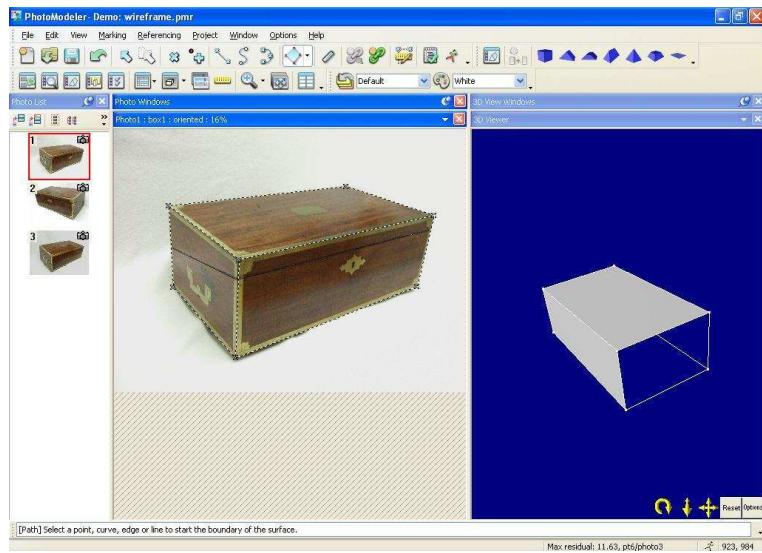 PhotoModeler- Demo: wireframe.pmr
File Edit View Marking Referencing Project Window Options Help
Default White
Photo List
Photo Windows
3D View Windows
Photo1 : box1 : oriented : 16%
3D Viewer
1
2
3
Reset Options
[Path] Select a point, curve, edge or line to start the boundary of the surface.
Max residual: 11.63, pt6/photo3 923, 984